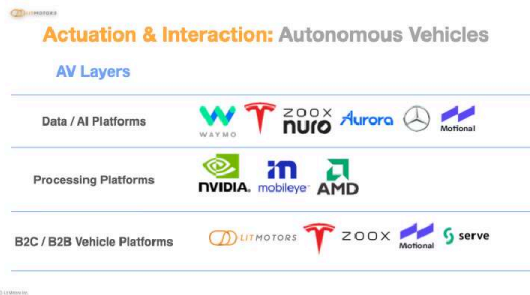 LITMOTORS
Actuation & Interaction: Autonomous Vehicles
AV Layers
Data / AI Platforms
WAYMO
ZOOX
nuro
Aurora
Motional
Processing Platforms
NVIDIA.
mobileye
AMD
B2C / B2B Vehicle Platforms
LITMOTORS
ZOOX
Motional
serve